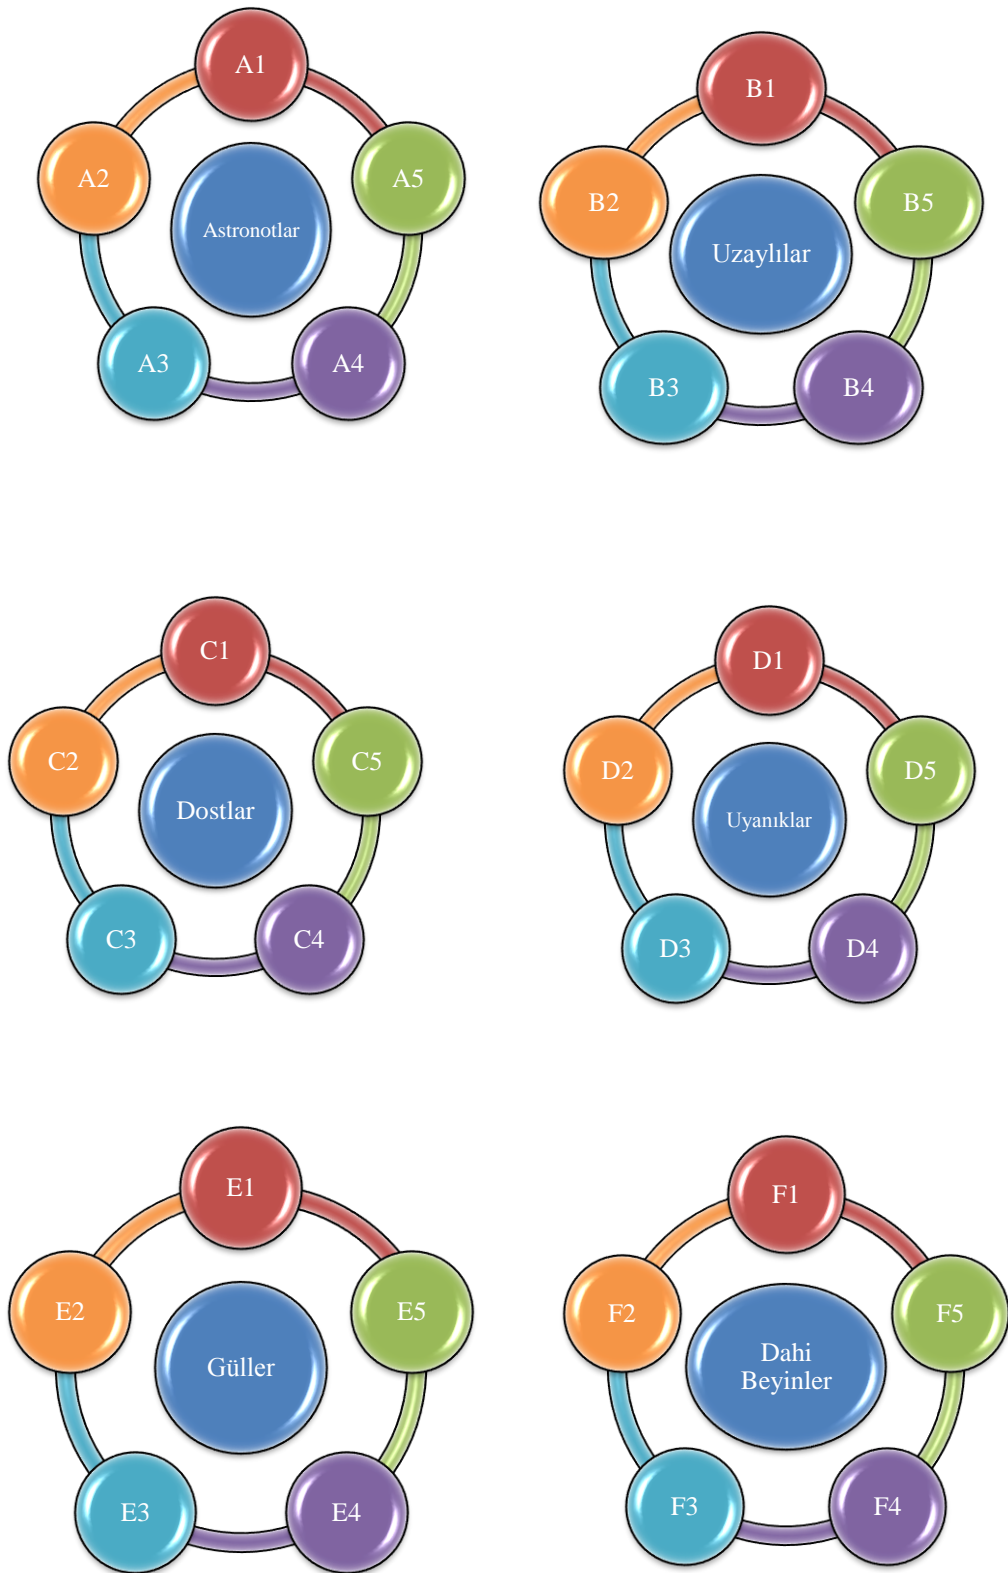 A1
A2
A5
Astronotlar
A3
A4
B1
B2
B5
Uzaylılar
B3
B4
C1
C2
C5
Dostlar
C3
C4
D1
D2
D5
Uyanıklar
D3
D4
E1
E2
E5
Güller
E3
E4
F1
F2
F5
Dahi
Beyinler
F3
F4